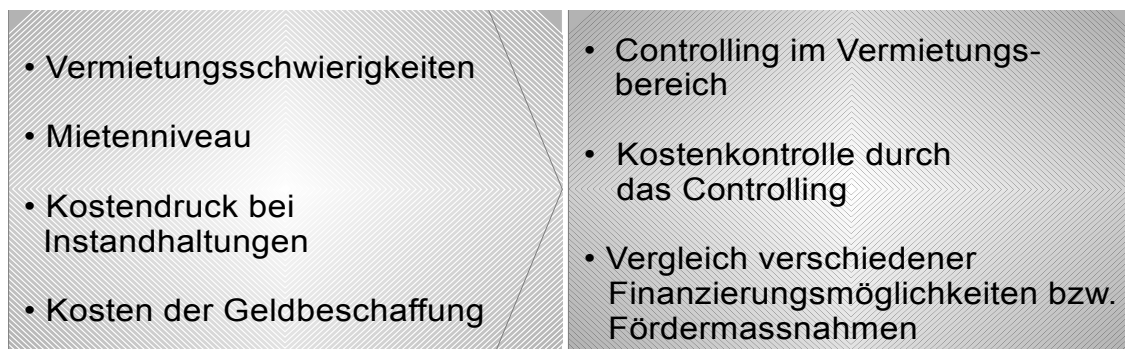 • Vermietungsschwierigkeiten
• Mietenniveau
• Kostendruck bei
Instandhaltungen
• Kosten der Geldbeschaffung
• Controlling im Vermietungs-
bereich
• Kostenkontrolle durch
das Controlling
• Vergleich verschiedener
Finanzierungsmöglichkeiten bzw.
Fördermassnahmen